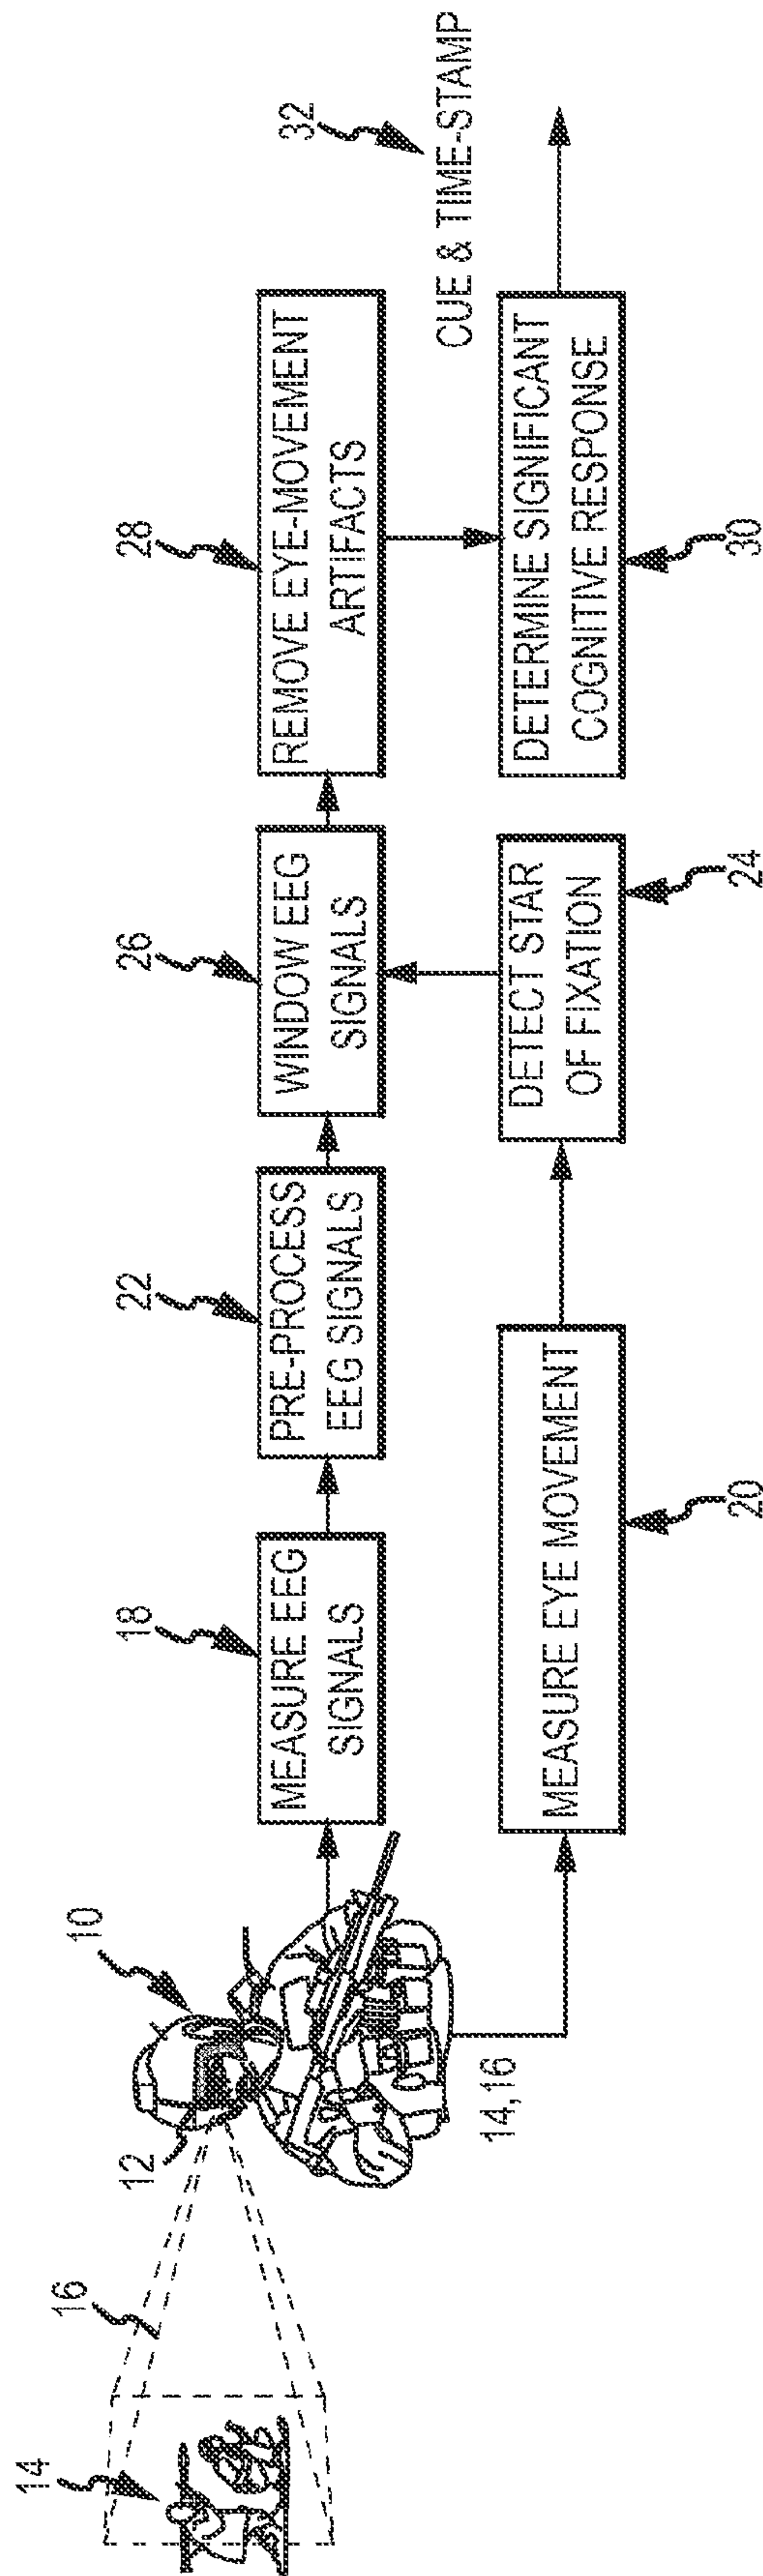 14
16
12
10
14,16
18
MEASURE EEG
SIGNALS
22
PRE-PROCESS
EEG SIGNALS
26
WINDOW EEG
SIGNALS
28
REMOVE EYE-MOVEMENT
ARTIFACTS
MEASURE EYE MOVEMENT
20
DETECT STAR
OF FIXATION
24
DETERMINE SIGNIFICANT
COGNITIVE RESPONSE
30
32
CUE & TIME-STAMP